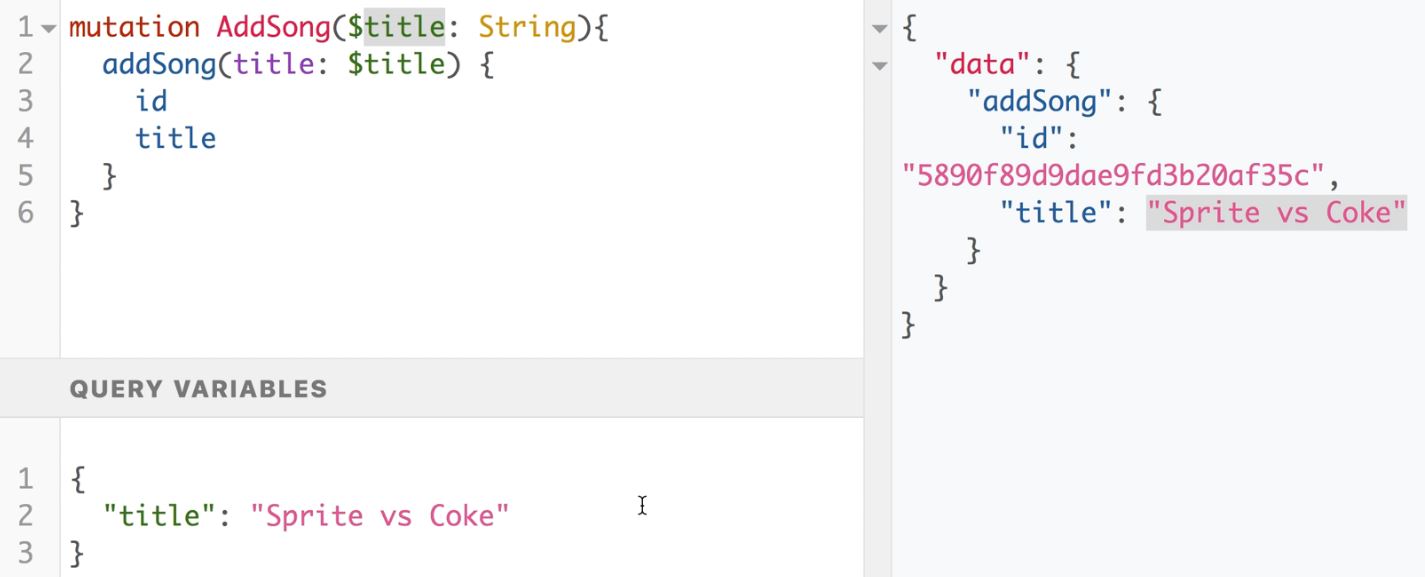 1 mutation AddSong($title: String){
2 addSong(title: $title) {
3 id
4 title
5 }
6 }
QUERY VARIABLES
1 {
2 "title": "Sprite vs Coke"
3 }
{
"data": {
"addSong": {
"id":
"5890f89d9dae9fd3b20af35c",
"title": "Sprite vs Coke"
}
}
}